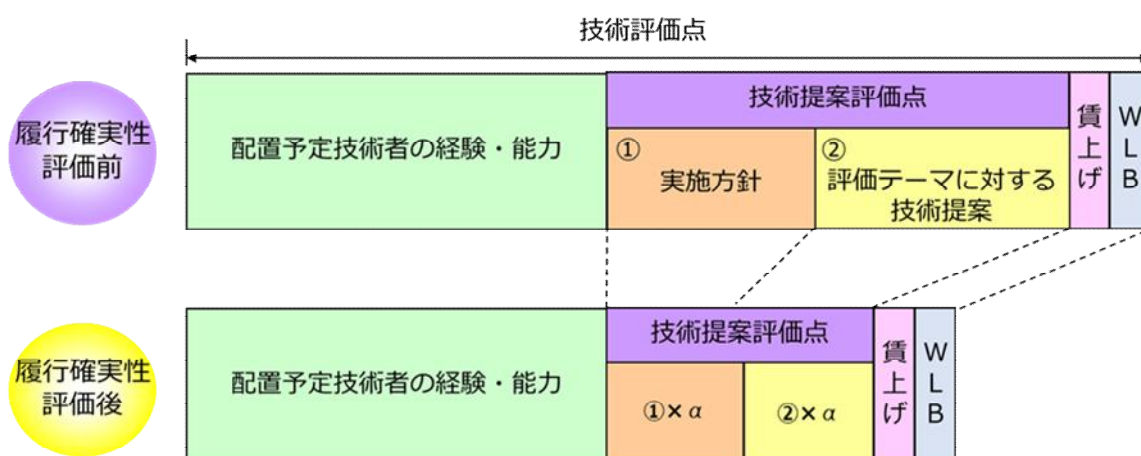 技術評価点
履行確実性
評価前
配置予定技術者の経験・能力
技術提案評価点
①
実施方針
②
評価テーマに対する
技術提案
賃上げ
WLB
履行確実性
評価後
配置予定技術者の経験・能力
技術提案評価点
①×α
②×α
賃上げ
WLB